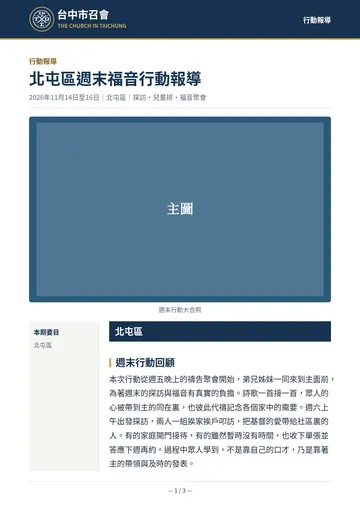 台中市召會
THE CHURCH IN TAICHUNG
行動報導
行動報導
北屯區週末福音行動報導
2026年11月14日至16日｜北屯區｜探訪・兒童排・福音聚會
主圖
週末行動大合照
本期要目
北屯區
北屯區
週末行動回顧
本次行動從週五晚上的禱告聚會開始，弟兄姊妹一同來到主面前，
為著週末的探訪與福音有真實的負擔。詩歌一首接一首，眾人的
心被帶到主的同在裏，也彼此代禱記念各個家中的需要。週六上
午出發探訪，兩人一組挨家挨戶叩訪，把基督的愛帶給社區裏的
人。有的家庭開門接待，有的雖然暫時沒有時間，也收下單張並
答應下週再約。過程中眾人學到，不是靠自己的口才，乃是靠著
主的帶領與及時的發表。
— 1 / 3 —